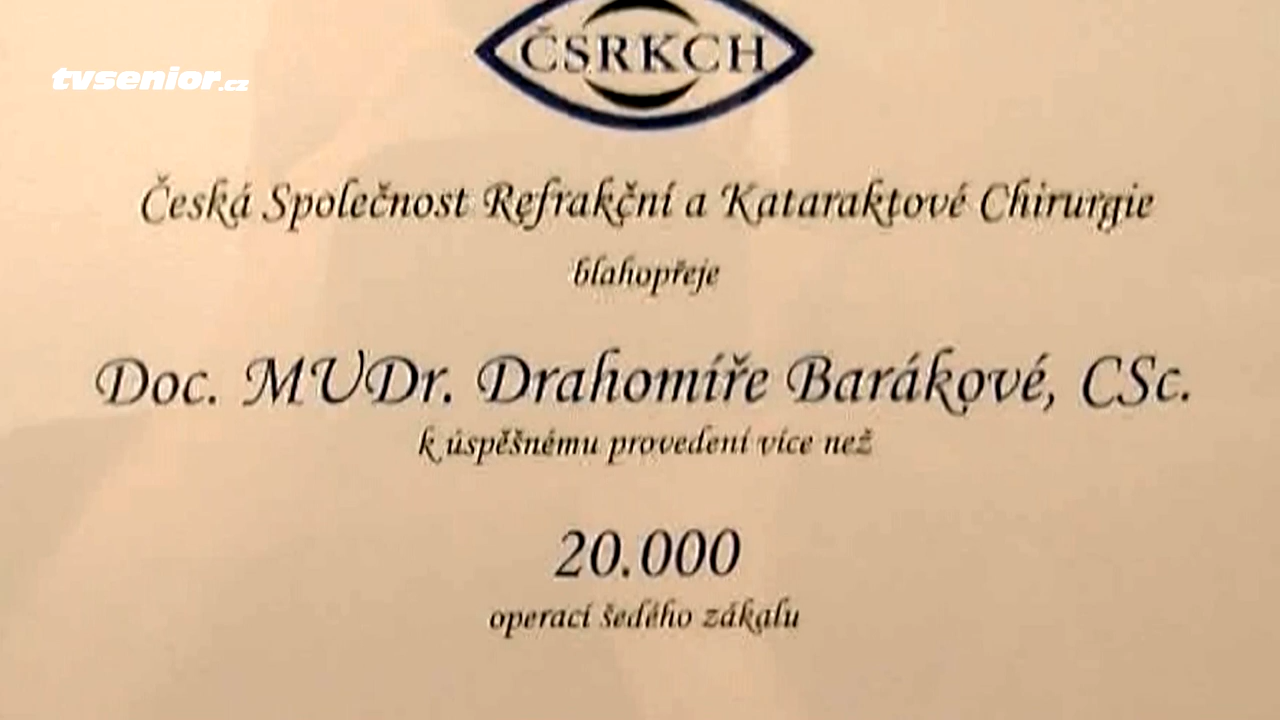 ČSRKCH
tvsenior.cz
Česká Společnost Refrakční a Kataraktové Chirurgie
blahopřeje
Doc. MUDr. Drahomíře Barákové, CSc.
k úspěšnému provedení více než
20.000
operací šedého zákalu